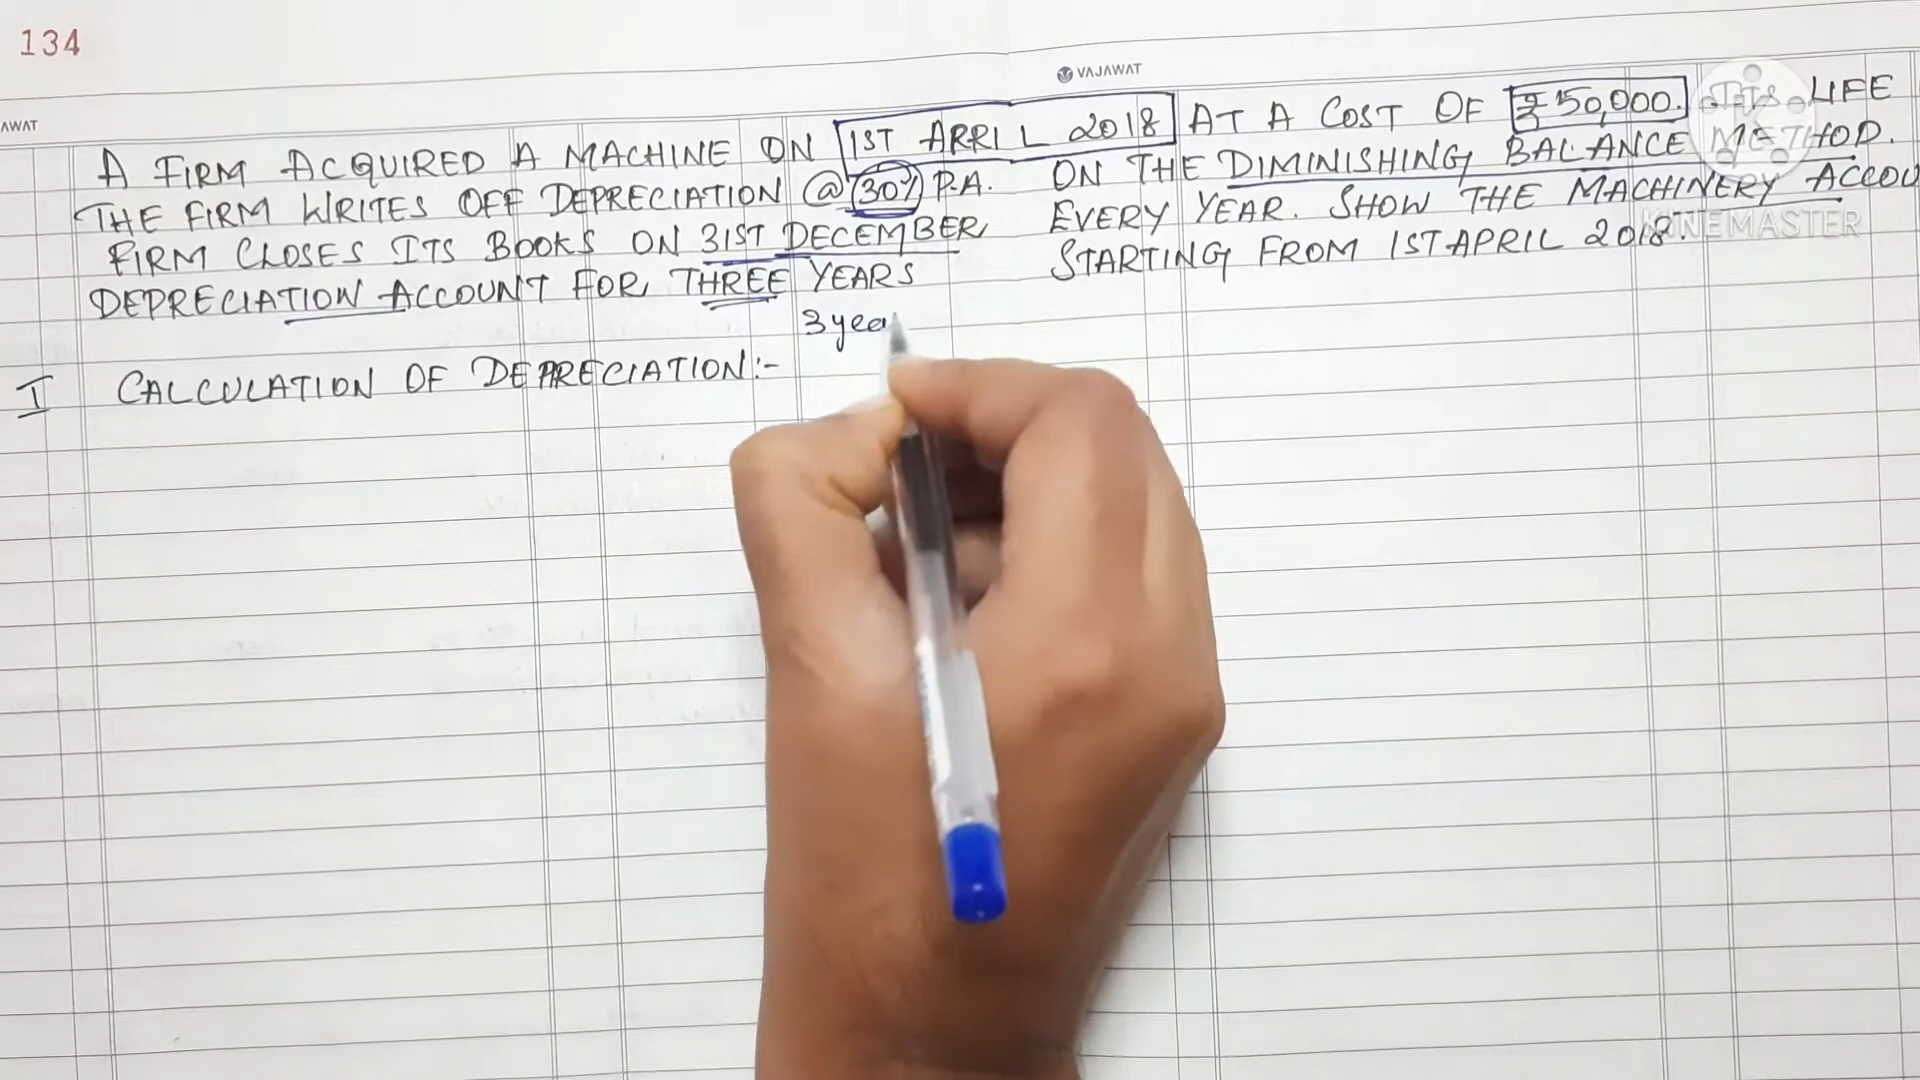 134
VAJAWAT
AWAT
A FIRM ACQUIRED A MACHINE ON 1ST ARRIL 2018 AT A COST OF ₹50,000. ITS LIFE
THE FIRM WRITES OFF DEPRECIATION @ 30% P.A. ON THE DIMINISHING BALANCE METHOD.
FIRM CLOSES ITS BOOKS ON 31ST DECEMBER EVERY YEAR. SHOW THE MACHINERY ACCOU
DEPRECIATION ACCOUNT FOR THREE YEARS STARTING FROM 1ST APRIL 2018.
KINEMASTER
3 yea
I CALCULATION OF DEPRECIATION:-